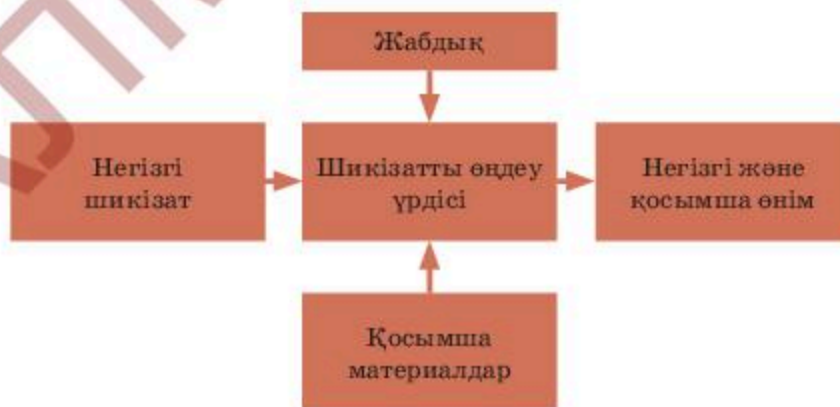 Жабдық
Негізгі
шикізат
Шикізатты өңдеу
үрдісі
Негізгі және
қосымша өнім
Қосымша
материалдар